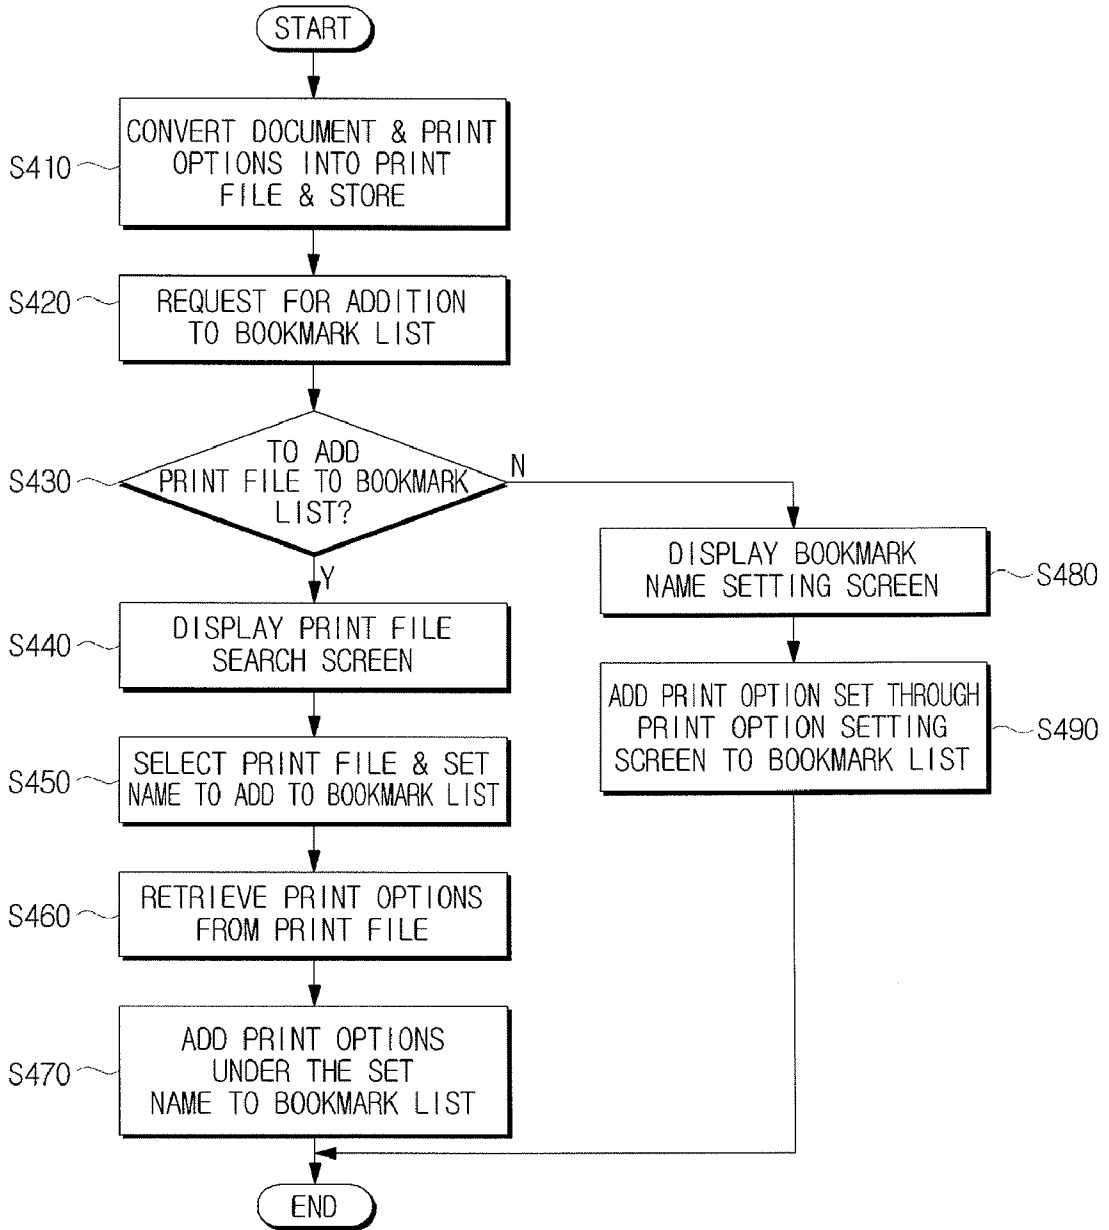 START
S410
CONVERT DOCUMENT & PRINT
OPTIONS INTO PRINT
FILE & STORE
S420
REQUEST FOR ADDITION
TO BOOKMARK LIST
S430
TO ADD
PRINT FILE TO BOOKMARK
LIST?
N
Y
S440
DISPLAY PRINT FILE
SEARCH SCREEN
S450
SELECT PRINT FILE & SET
NAME TO ADD TO BOOKMARK LIST
S460
RETRIEVE PRINT OPTIONS
FROM PRINT FILE
S470
ADD PRINT OPTIONS
UNDER THE SET
NAME TO BOOKMARK LIST
DISPLAY BOOKMARK
NAME SETTING SCREEN
S480
ADD PRINT OPTION SET THROUGH
PRINT OPTION SETTING
SCREEN TO BOOKMARK LIST
S490
END